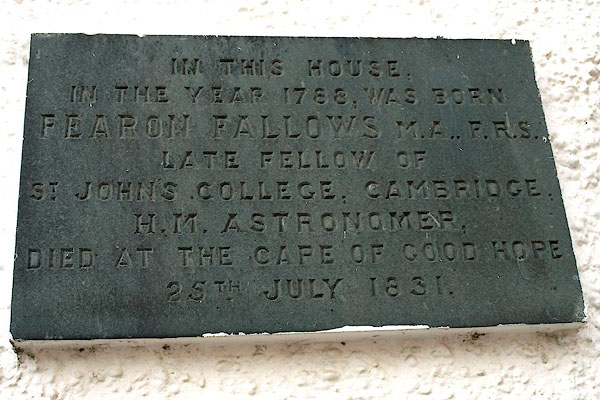 IN THIS HOUSE,
IN THE YEAR 1788, WAS BORN
FEARON FALLOWS M.A., F.R.S.,
LATE FELLOW OF
ST JOHN'S COLLEGE, CAMBRIDGE,
H.M. ASTRONOMER,
DIED AT THE CAPE OF GOOD HOPE
25TH JULY 1831.